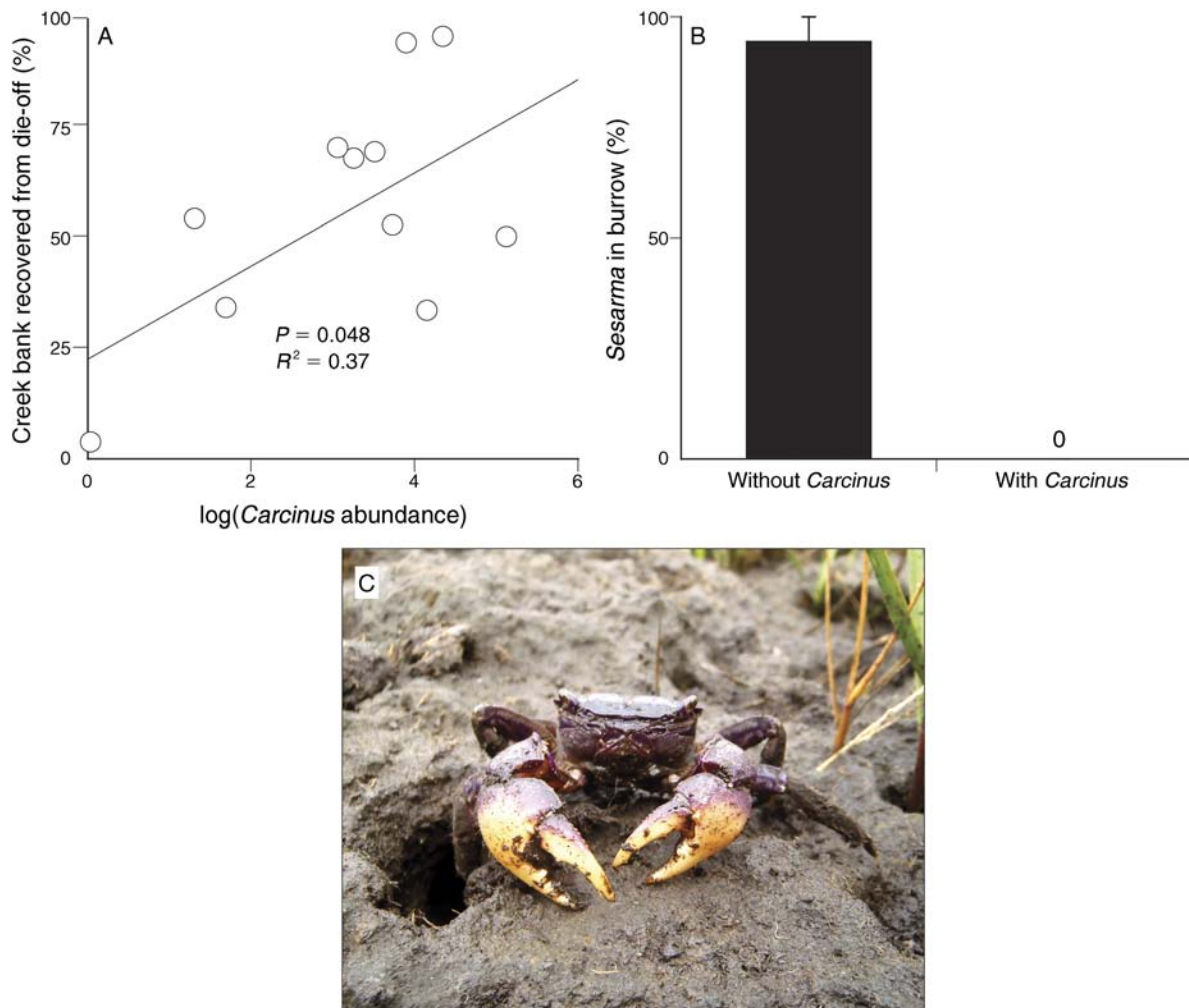 A
100
75
50
25
0
Creek bank recovered from die-off (%)
P = 0.048
R² = 0.37
0
2
4
6
log(Carcinus abundance)
B
100
50
0
Sesarma in burrow (%)
0
Without Carcinus
With Carcinus
C